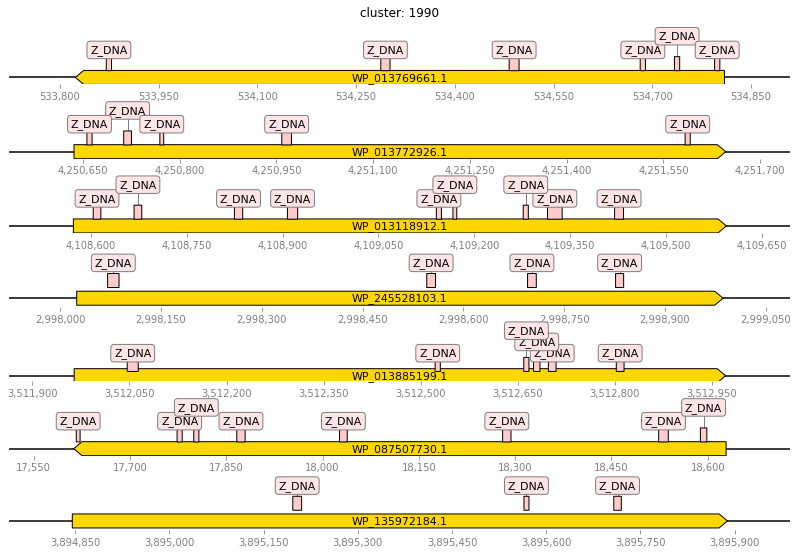 cluster: 1990
Z_DNA
Z_DNA Z_DNA Z_DNA Z_DNA Z_DNA
WP_013769661.1
533,800 533,950 534,100 534,250 534,400 534,550 534,700 534,850
Z_DNA
Z_DNA Z_DNA Z_DNA Z_DNA
WP_013772926.1
4,250,650 4,250,800 4,250,950 4,251,100 4,251,250 4,251,400 4,251,550 4,251,700
Z_DNA Z_DNA Z_DNA
Z_DNA Z_DNA Z_DNA Z_DNA Z_DNA Z_DNA
WP_013118912.1
4,108,600 4,108,750 4,108,900 4,109,050 4,109,200 4,109,350 4,109,500 4,109,650
Z_DNA Z_DNA Z_DNA Z_DNA
WP_245528103.1
2,998,000 2,998,150 2,998,300 2,998,450 2,998,600 2,998,750 2,998,900 2,999,050
Z_DNA
Z_DNA
Z_DNA Z_DNA Z_DNA Z_DNA
WP_013885199.1
3,511,900 3,512,050 3,512,200 3,512,350 3,512,500 3,512,650 3,512,800 3,512,950
Z_DNA Z_DNA
Z_DNA Z_DNA Z_DNA Z_DNA Z_DNA Z_DNA
WP_087507730.1
17,550 17,700 17,850 18,000 18,150 18,300 18,450 18,600
Z_DNA Z_DNA Z_DNA
WP_135972184.1
3,894,850 3,895,000 3,895,150 3,895,300 3,895,450 3,895,600 3,895,750 3,895,900